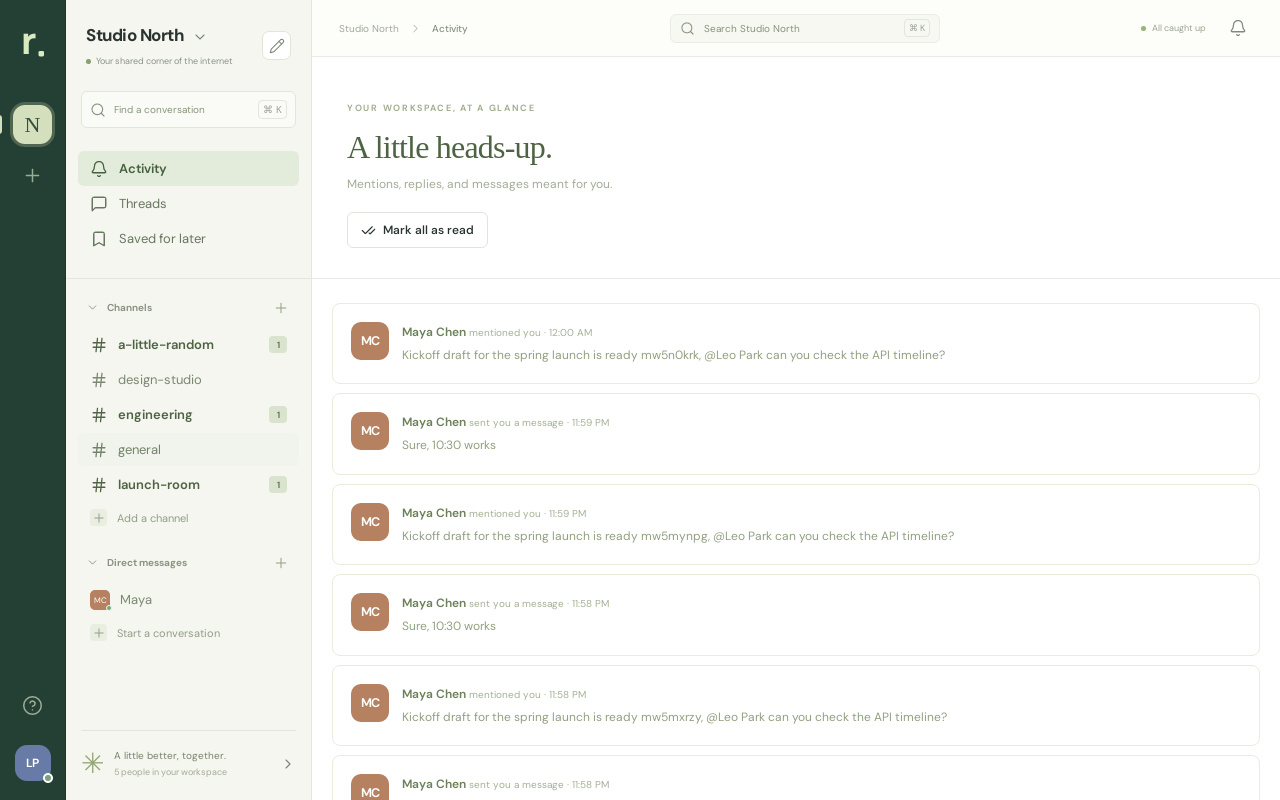 r.
N
LP
Studio North
Your shared corner of the internet
Find a conversation
⌘ K
Activity
Threads
Saved for later
Channels
a-little-random
1
design-studio
engineering
1
general
launch-room
1
Add a channel
Direct messages
MC
Maya
Start a conversation
A little better, together.
5 people in your workspace
Studio North
Activity
Search Studio North
⌘ K
All caught up
YOUR WORKSPACE, AT A GLANCE
A little heads-up.
Mentions, replies, and messages meant for you.
Mark all as read
MC
Maya Chen mentioned you · 12:00 AM
Kickoff draft for the spring launch is ready mw5n0krk, @Leo Park can you check the API timeline?
MC
Maya Chen sent you a message · 11:59 PM
Sure, 10:30 works
MC
Maya Chen mentioned you · 11:59 PM
Kickoff draft for the spring launch is ready mw5mynpg, @Leo Park can you check the API timeline?
MC
Maya Chen sent you a message · 11:58 PM
Sure, 10:30 works
MC
Maya Chen mentioned you · 11:58 PM
Kickoff draft for the spring launch is ready mw5mxrzy, @Leo Park can you check the API timeline?
MC
Maya Chen sent you a message · 11:58 PM